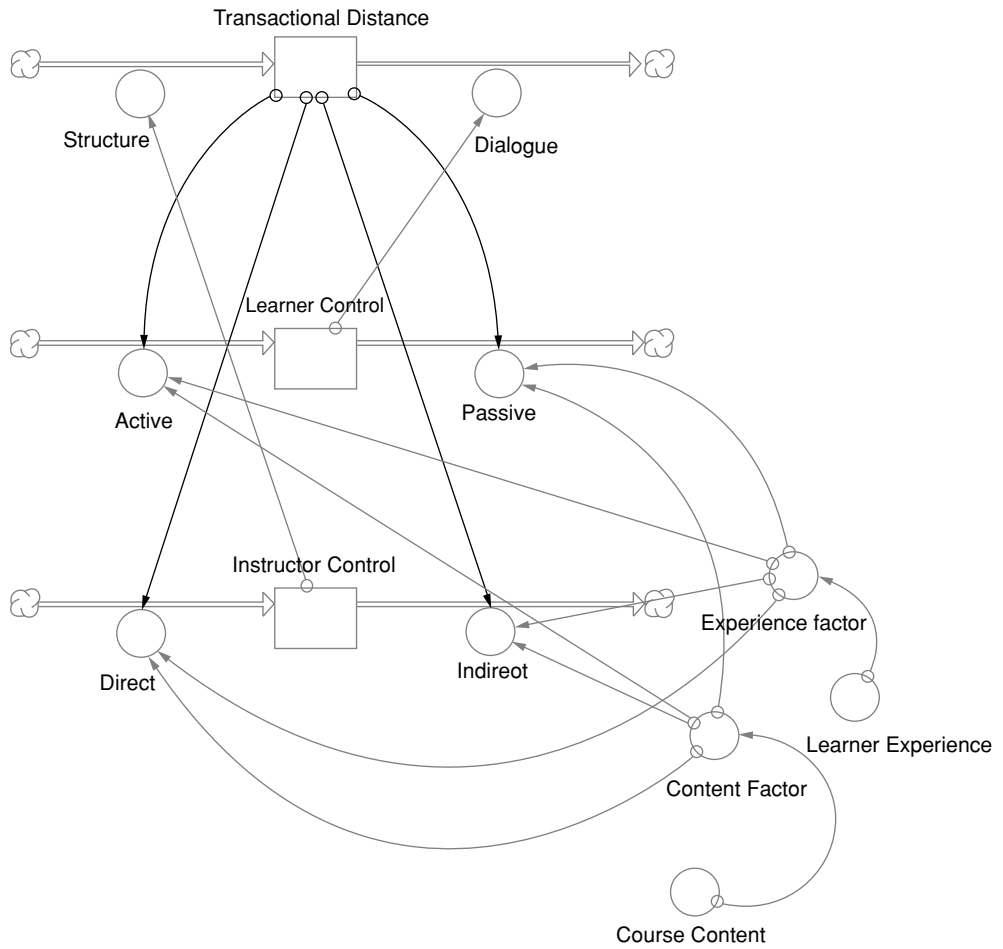 Transactional Distance
Structure
Dialogue
Learner Control
Active
Passive
Instructor Control
Experience factor
Direct
Indireot
Learner Experience
Content Factor
Course Content